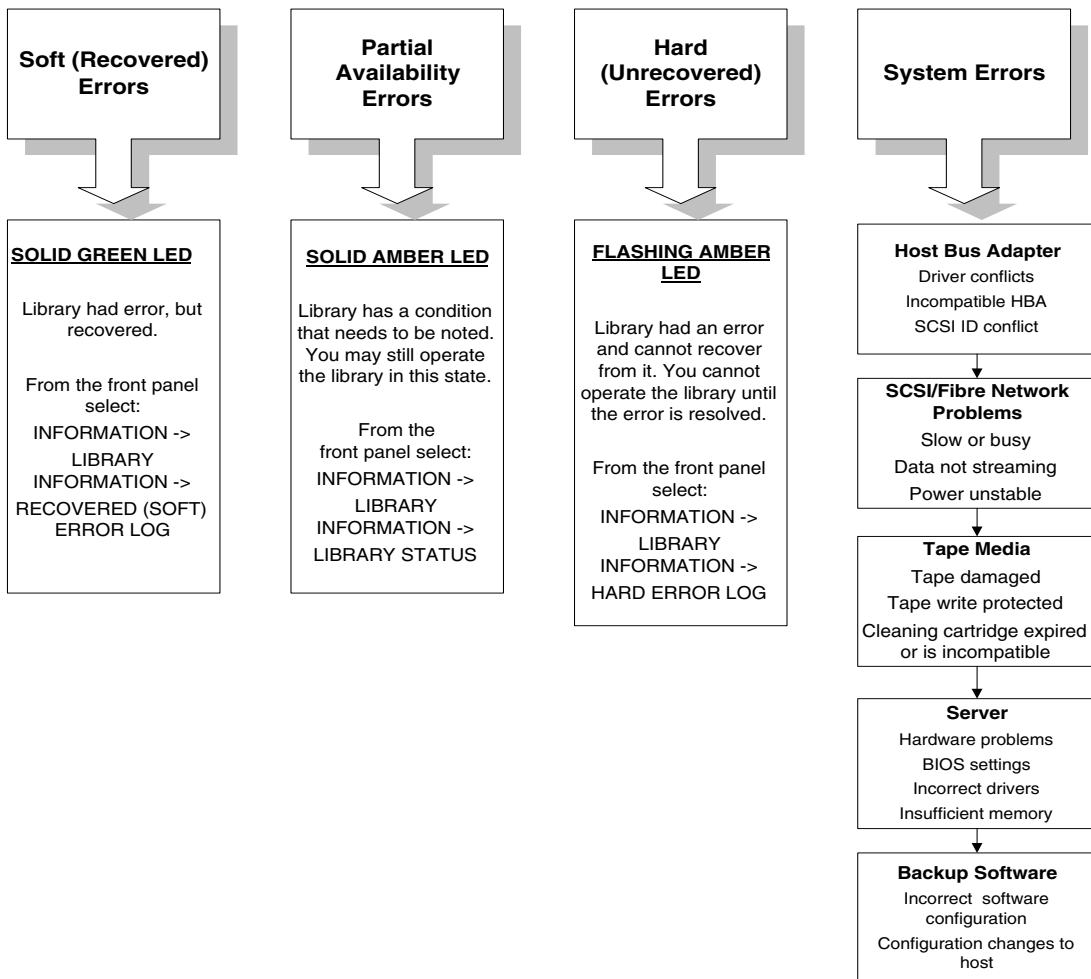 Soft (Recovered)
Errors
Partial
Availability
Errors
Hard
(Unrecovered)
Errors
System Errors
SOLID GREEN LED
Library had error, but
recovered.
From the front panel
select:
INFORMATION ->
LIBRARY
INFORMATION ->
RECOVERED (SOFT)
ERROR LOG
SOLID AMBER LED
Library has a condition
that needs to be noted.
You may still operate
the library in this state.
From the
front panel select:
INFORMATION ->
LIBRARY
INFORMATION ->
LIBRARY STATUS
FLASHING AMBER
LED
Library had an error
and cannot recover
from it. You cannot
operate the library until
the error is resolved.
From the front panel
select:
INFORMATION ->
LIBRARY
INFORMATION ->
HARD ERROR LOG
Host Bus Adapter
Driver conflicts
Incompatible HBA
SCSI ID conflict
SCSI/Fibre Network
Problems
Slow or busy
Data not streaming
Power unstable
Tape Media
Tape damaged
Tape write protected
Cleaning cartridge expired
or is incompatible
Server
Hardware problems
BIOS settings
Incorrect drivers
Insufficient memory
Backup Software
Incorrect software
configuration
Configuration changes to
host